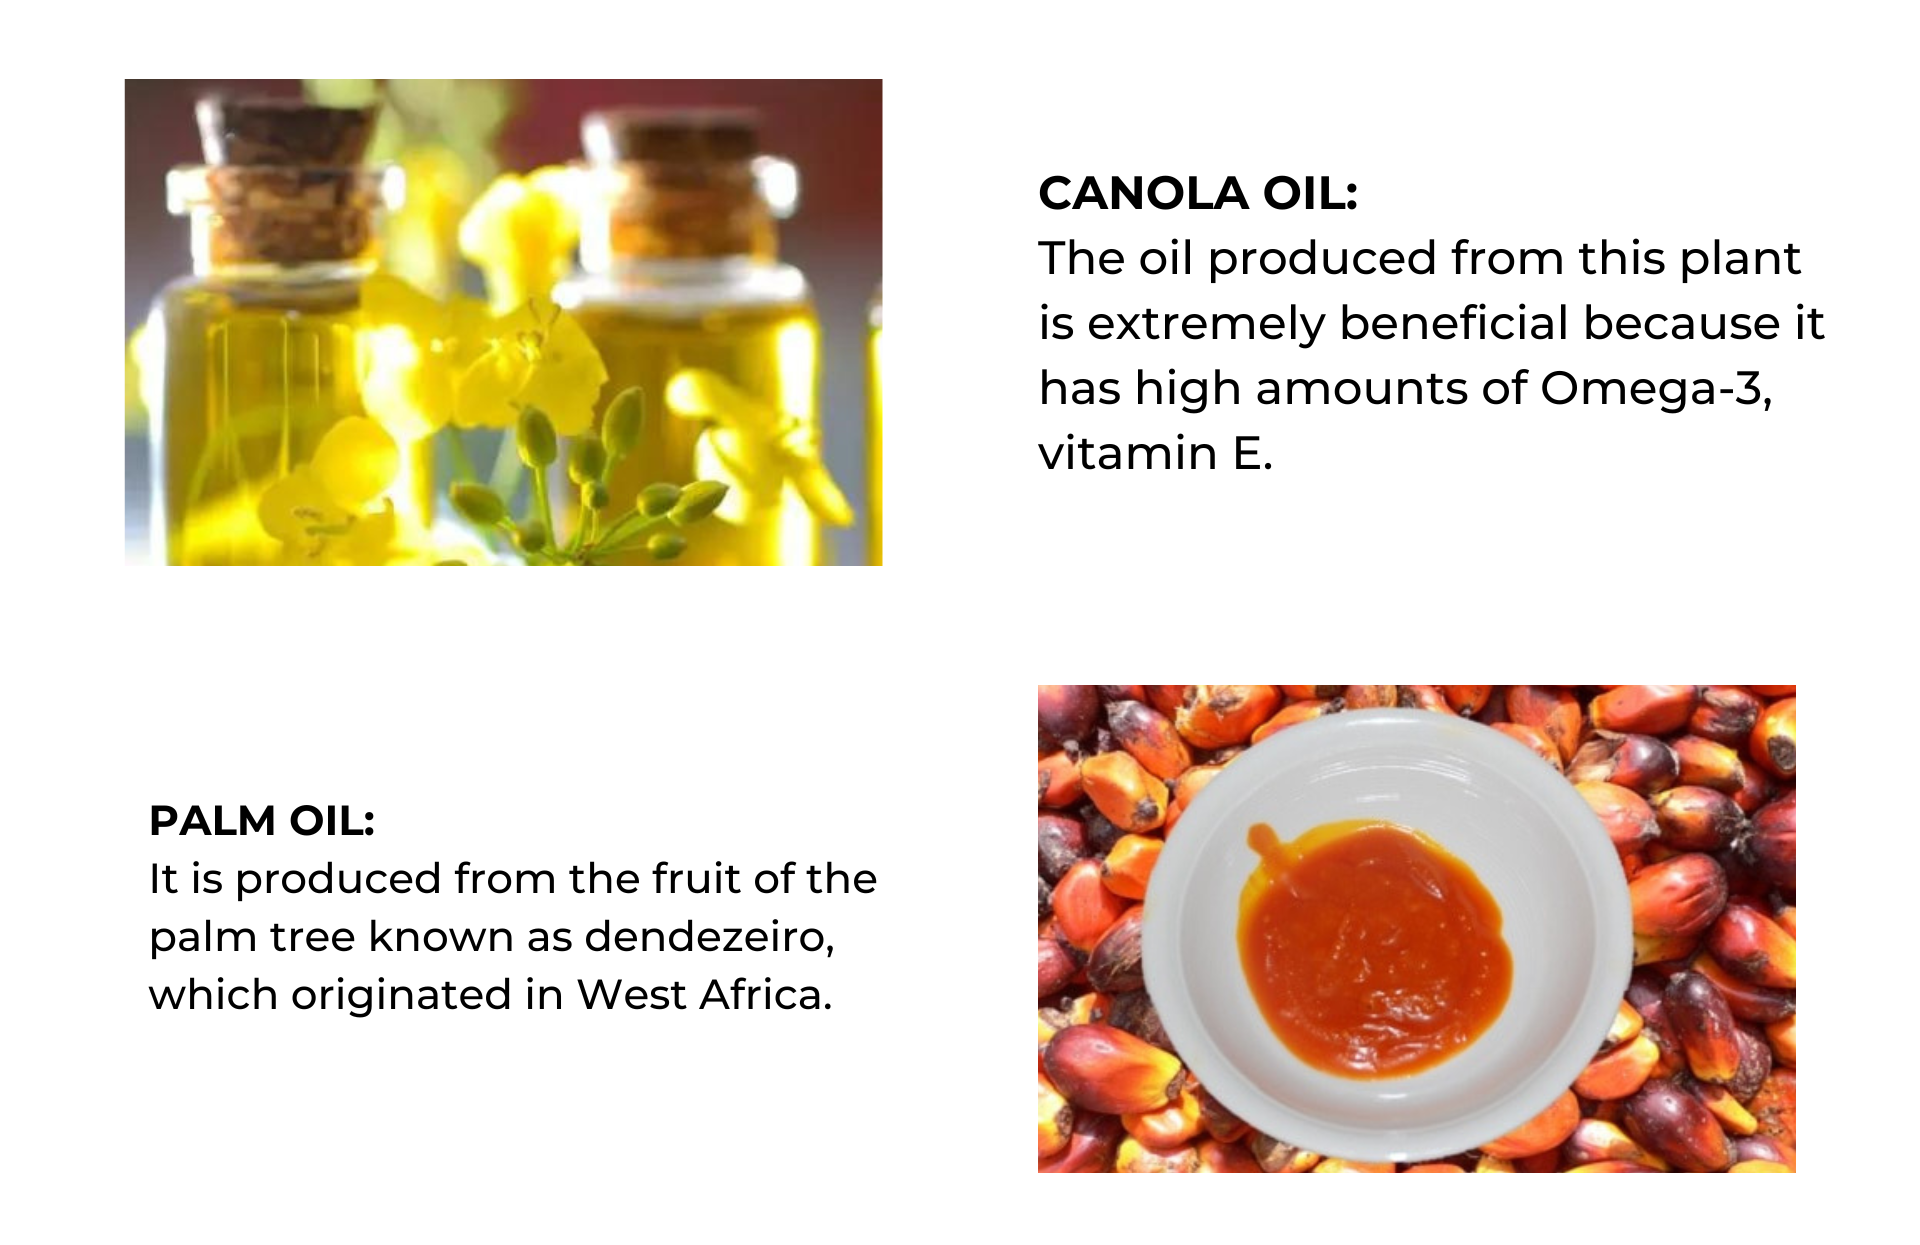 CANOLA OIL:
The oil produced from this plant
is extremely beneficial because it
has high amounts of Omega-3,
vitamin E.
PALM OIL:
It is produced from the fruit of the
palm tree known as dendezeiro,
which originated in West Africa.